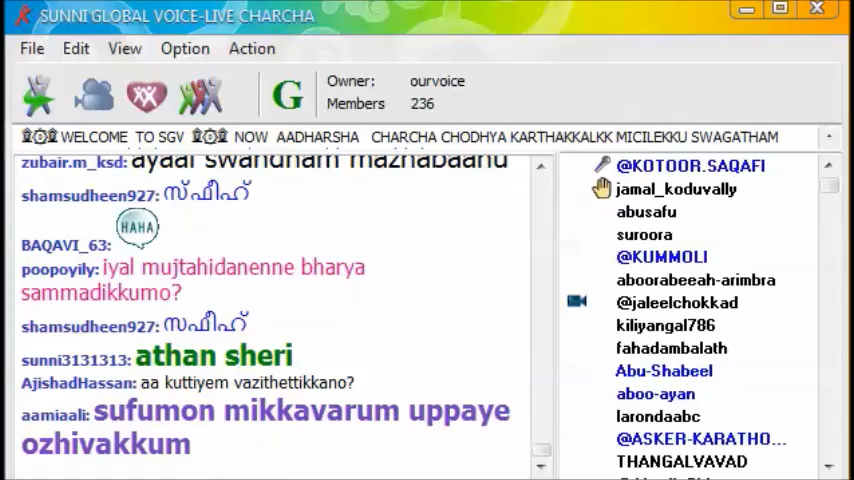 SUNNI GLOBAL VOICE-LIVE CHARCHA
File Edit View Option Action
G
Owner: ourvoice
Members 236
WELCOME TO SGV NOW AADHARSHA CHARCHA CHODHYA KARTHAKKALKK MICILEKKU SWAGATHAM
zubair.m_ksd: ayaal swandham mazhabaanu
shamsudheen927: സ്ഫീഹ്
HAHA
BAQAVI_63:
poopoyily: iyal mujtahidanenne bharya
sammadikkumo?
shamsudheen927: സഫീഹ്
sunni3131313: athan sheri
AjishadHassan: aa kuttiyem vazithettikkano?
aamiaali: sufumon mikkavarum uppaye
ozhivakkum
@KOTOOR.SAQAFI
jamal_koduvally
abusafu
suroora
@KUMMOLI
aboorabeeah-arimbra
@jaleelchokkad
kiliyangal786
fahadambalath
Abu-Shabeel
aboo-ayan
larondaabc
@ASKER-KARATHO...
THANGALVAVAD